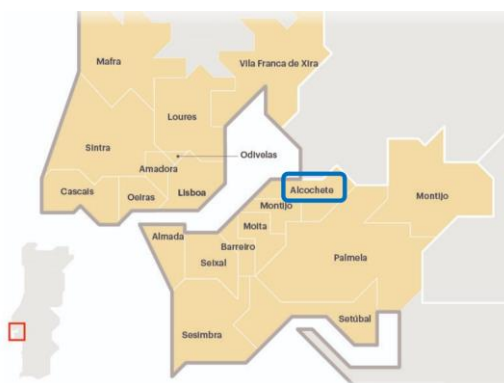 Mafra
Vila Franca de Xira
Loures
Sintra
Odivelas
Amadora
Cascais
Oeiras
Lisboa
Alcochete
Montijo
Montijo
Moita
Almada
Barreiro
Seixal
Palmela
Setúbal
Sesimbra